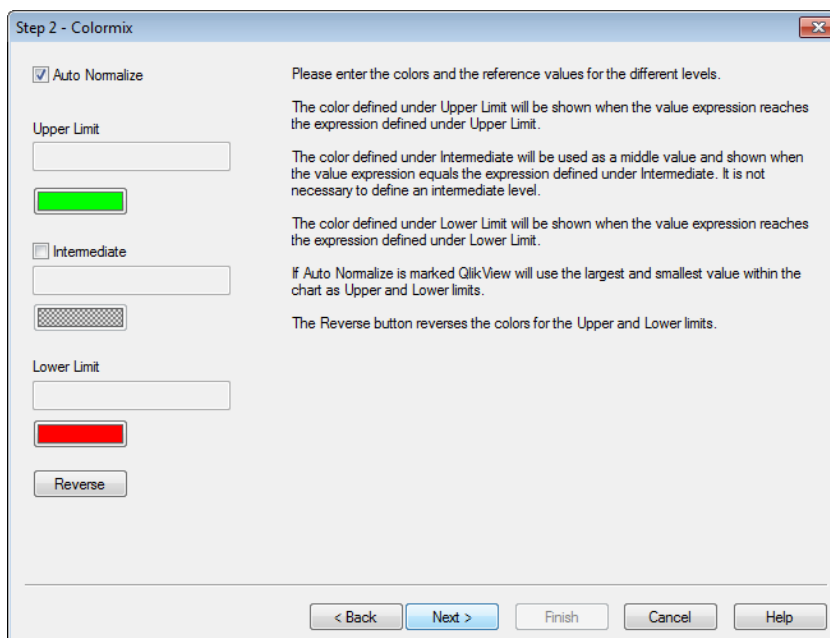 Step 2 - Colormix
Auto Normalize
Upper Limit
Intermediate
Lower Limit
Reverse
Please enter the colors and the reference values for the different levels.
The color defined under Upper Limit will be shown when the value expression reaches
the expression defined under Upper Limit.
The color defined under Intermediate will be used as a middle value and shown when
the value expression equals the expression defined under Intermediate. It is not
necessary to define an intermediate level.
The color defined under Lower Limit will be shown when the value expression reaches
the expression defined under Lower Limit.
If Auto Normalize is marked QlikView will use the largest and smallest value within the
chart as Upper and Lower limits.
The Reverse button reverses the colors for the Upper and Lower limits.
< Back
Next >
Finish
Cancel
Help